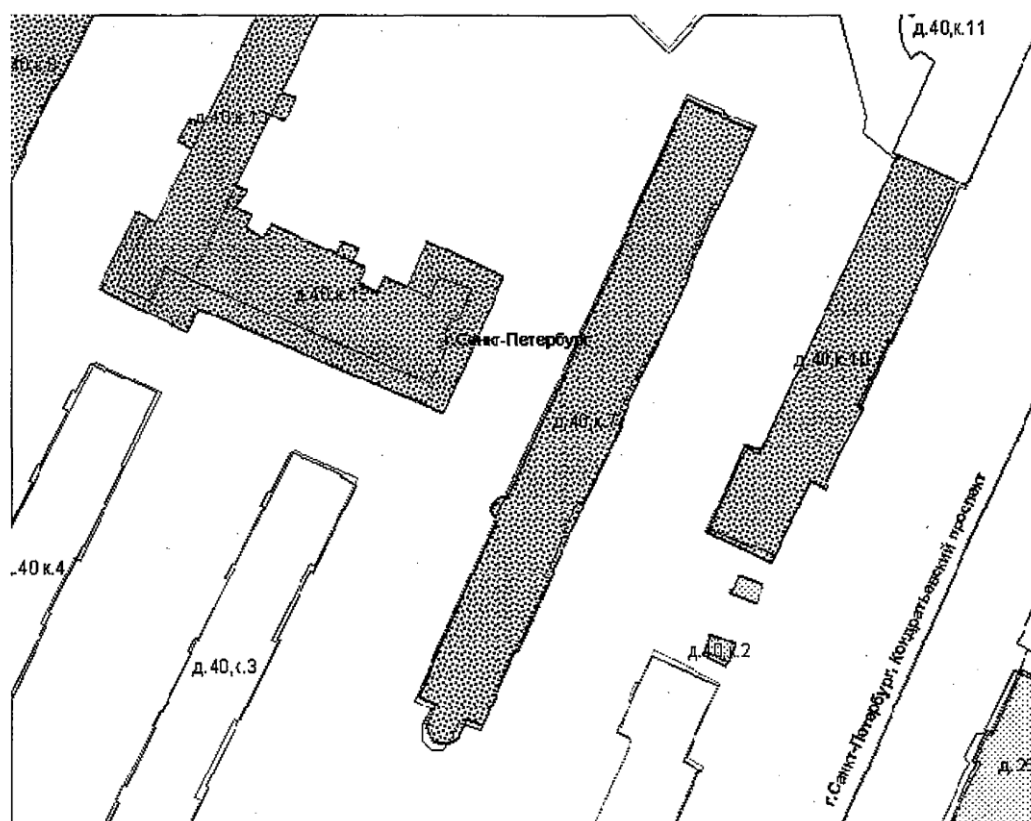 д.40,к.11
д.40,к.13
г.Санкт-Петербург
д.40,к.10
д.40,к.7
.40 к.4
д.40,к.3
д.40,к.2
г.Санкт-Петербург, Кондратьевский проспект